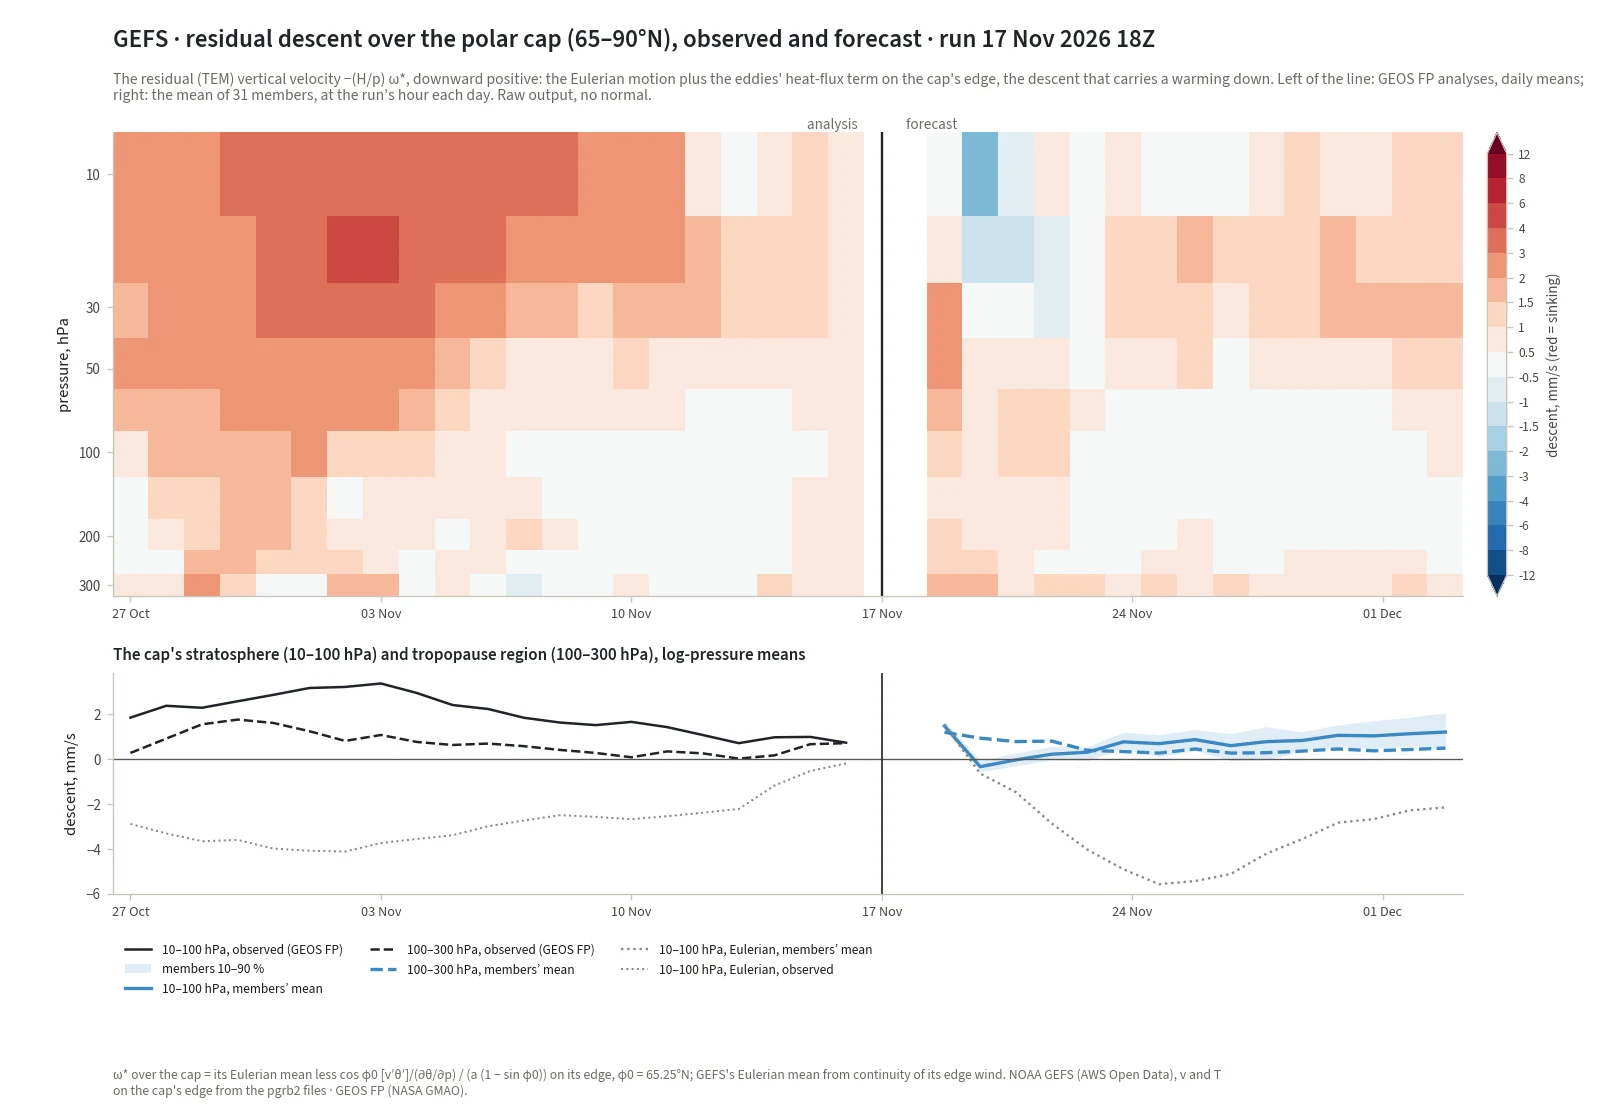 GEFS · residual descent over the polar cap (65–90°N), observed and forecast · run 17 Nov 2026 18Z
The residual (TEM) vertical velocity −(H/p) ω*, downward positive: the Eulerian motion plus the eddies' heat-flux term on the cap's edge, the descent that carries a warming down. Left of the line: GEOS FP analyses, daily means;
right: the mean of 31 members, at the run's hour each day. Raw output, no normal.
analysis
forecast
pressure, hPa
10
30
50
100
200
300
27 Oct
03 Nov
10 Nov
17 Nov
24 Nov
01 Dec
12
8
6
4
3
2
1.5
1
0.5
-0.5
-1
-1.5
-2
-3
-4
-6
-8
-12
descent, mm/s (red = sinking)
The cap's stratosphere (10–100 hPa) and tropopause region (100–300 hPa), log-pressure means
descent, mm/s
2
0
−2
−4
−6
27 Oct
03 Nov
10 Nov
17 Nov
24 Nov
01 Dec
10–100 hPa, observed (GEOS FP)
members 10–90 %
10–100 hPa, members’ mean
100–300 hPa, observed (GEOS FP)
100–300 hPa, members’ mean
10–100 hPa, Eulerian, members’ mean
10–100 hPa, Eulerian, observed
ω* over the cap = its Eulerian mean less cos φ0 [v′θ′]/(∂θ/∂p) / (a (1 − sin φ0)) on its edge, φ0 = 65.25°N; GEFS's Eulerian mean from continuity of its edge wind. NOAA GEFS (AWS Open Data), v and T
on the cap's edge from the pgrb2 files · GEOS FP (NASA GMAO).